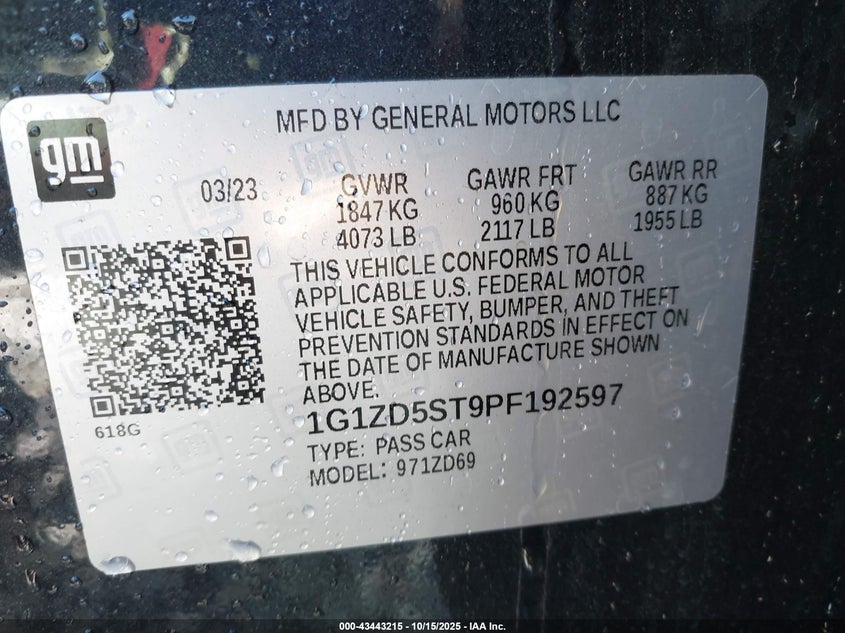 MFD BY GENERAL MOTORS LLC
gm
03/23
GVWR
1847 KG
4073 LB
GAWR FRT
960 KG
2117 LB
GAWR RR
887 KG
1955 LB
THIS VEHICLE CONFORMS TO ALL
APPLICABLE U.S. FEDERAL MOTOR
VEHICLE SAFETY, BUMPER, AND THEFT
PREVENTION STANDARDS IN EFFECT ON
THE DATE OF MANUFACTURE SHOWN
ABOVE.
1G1ZD5ST9PF192597
618G
TYPE: PASS CAR
MODEL: 971ZD69
000-43443215 - 10/15/2025 - IAA Inc.